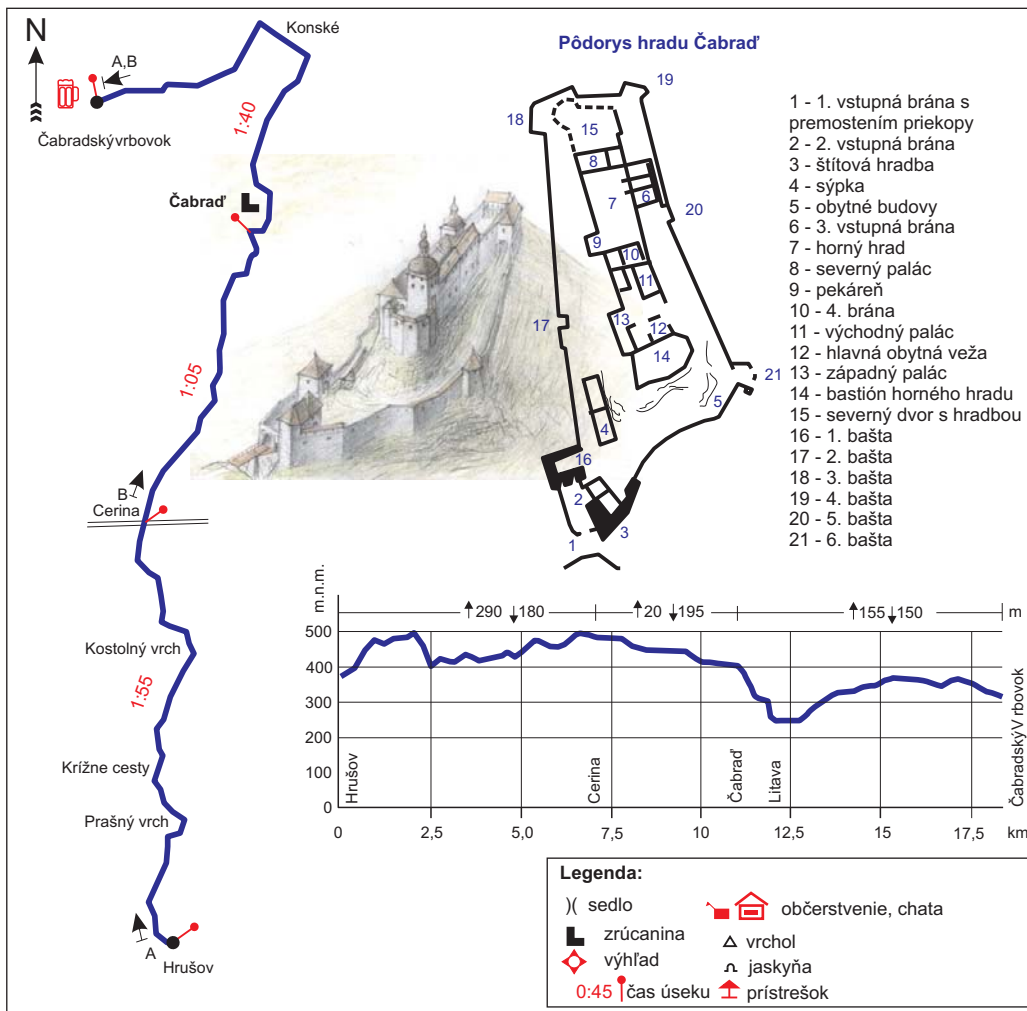 N
A,B
Konské
Čabradskývrbovok
1:40
Čabraď
1:05
B
Cerina
Kostolný vrch
1:55
Krížne cesty
Prašný vrch
A
Hrušov
Pôdorys hradu Čabraď
19
18
15
8
7
6
20
9
10
11
17
13
12
14
21
5
4
16
2
1
3
1 - 1. vstupná brána s
premostením priekopy
2 - 2. vstupná brána
3 - štítová hradba
4 - sýpka
5 - obytné budovy
6 - 3. vstupná brána
7 - horný hrad
8 - severný palác
9 - pekáreň
10 - 4. brána
11 - východný palác
12 - hlavná obytná veža
13 - západný palác
14 - bastión horného hradu
15 - severný dvor s hradbou
16 - 1. bašta
17 - 2. bašta
18 - 3. bašta
19 - 4. bašta
20 - 5. bašta
21 - 6. bašta
m.n.m.
290 180
20 195
155 150
m
500
400
300
200
100
0
Hrušov
Cerina
Čabraď
Litava
ČabradskýV rbovok
0 2,5 5,0 7,5 10 12,5 15 17,5 km
Legenda:
)( sedlo
zrúcanina
výhľad
0:45 čas úseku
občerstvenie, chata
vrchol
jaskyňa
prístrešok